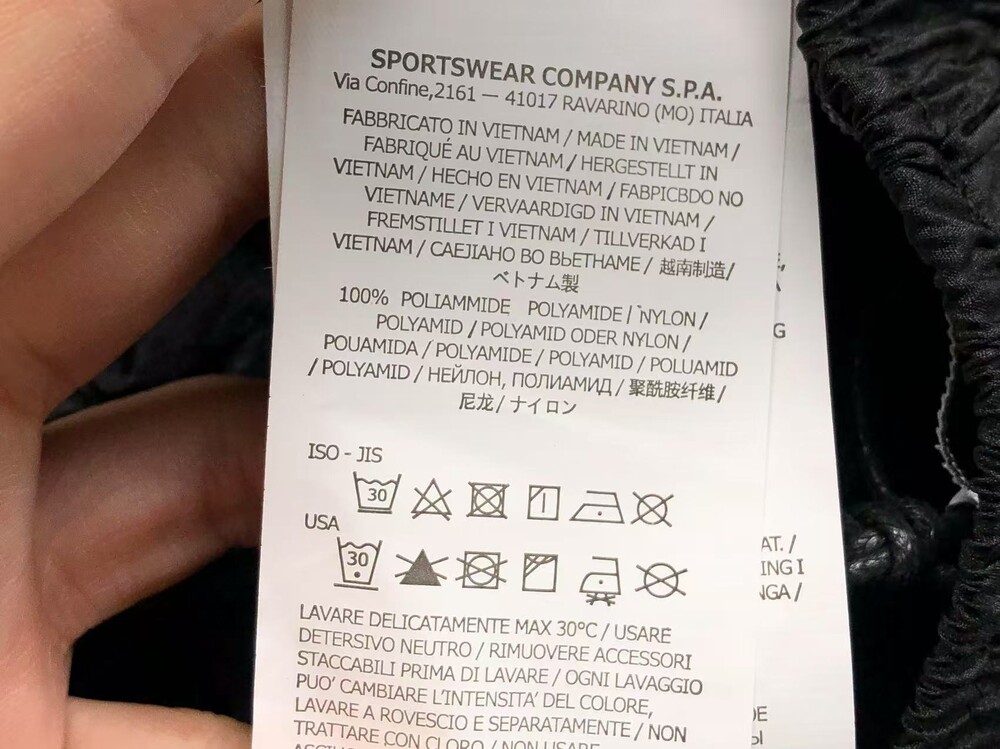 SPORTSWEAR COMPANY S.P.A.
Via Confine,2161 — 41017 RAVARINO (MO) ITALIA
FABBRICATO IN VIETNAM / MADE IN VIETNAM /
FABRIQUÉ AU VIETNAM / HERGESTELLT IN
VIETNAM / HECHO EN VIETNAM / FABPICBDO NO
VIETNAME / VERVAARDIGD IN VIETNAM /
FREMSTILLET I VIETNAM / TILLVERKAD I
VIETNAM / CAEJIAHO BO BbETHAME / 越南制造/
ベトナム製
100% POLIAMMIDE POLYAMIDE / NYLON /
POLYAMID / POLYAMID ODER NYLON /
POUAMIDA / POLYAMIDE / POLYAMID / POLUAMID
/ POLYAMID / НЕЙЛОН, ПОЛИАМИД / 聚酰胺纤维/
尼龙/ ナイロン
ISO - JIS
30
USA
30
LAVARE DELICATAMENTE MAX 30°C / USARE
DETERSIVO NEUTRO / RIMUOVERE ACCESSORI
STACCABILI PRIMA DI LAVARE / OGNI LAVAGGIO
PUO' CAMBIARE L'INTENSITA' DEL COLORE,
LAVARE A ROVESCIO E SEPARATAMENTE / NON
TRATTARE CON CLORO / NON USARE
AT. /
ING I
NGA /